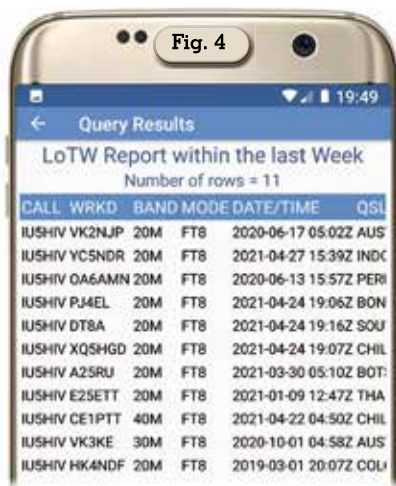 Fig. 4
19:49
Query Results
LoTW Report within the last Week
Number of rows = 11
CALL WRKD BAND MODE DATE/TIME QSL
IU5HIV VK2NJP 20M FT8 2020-06-17 05:02Z AUS
IU5HIV YC5NDR 20M FT8 2021-04-27 15:39Z INDO
IU5HIV OA6AMN 20M FT8 2020-06-13 15:57Z PER
IU5HIV PJ4EL 20M FT8 2021-04-24 19:06Z BON
IU5HIV DT8A 20M FT8 2021-04-24 19:16Z SOU
IU5HIV XQ5HGD 20M FT8 2021-04-24 19:07Z CHIL
IU5HIV A25RU 20M FT8 2021-03-30 05:10Z BOT
IU5HIV E25ETT 20M FT8 2021-01-09 12:47Z THA
IU5HIV CE1PTT 40M FT8 2021-04-22 04:50Z CHIL
IU5HIV VK3KE 30M FT8 2020-10-01 04:58Z AUS
IU5HIV HK4NDF 20M FT8 2019-03-01 20:07Z COL